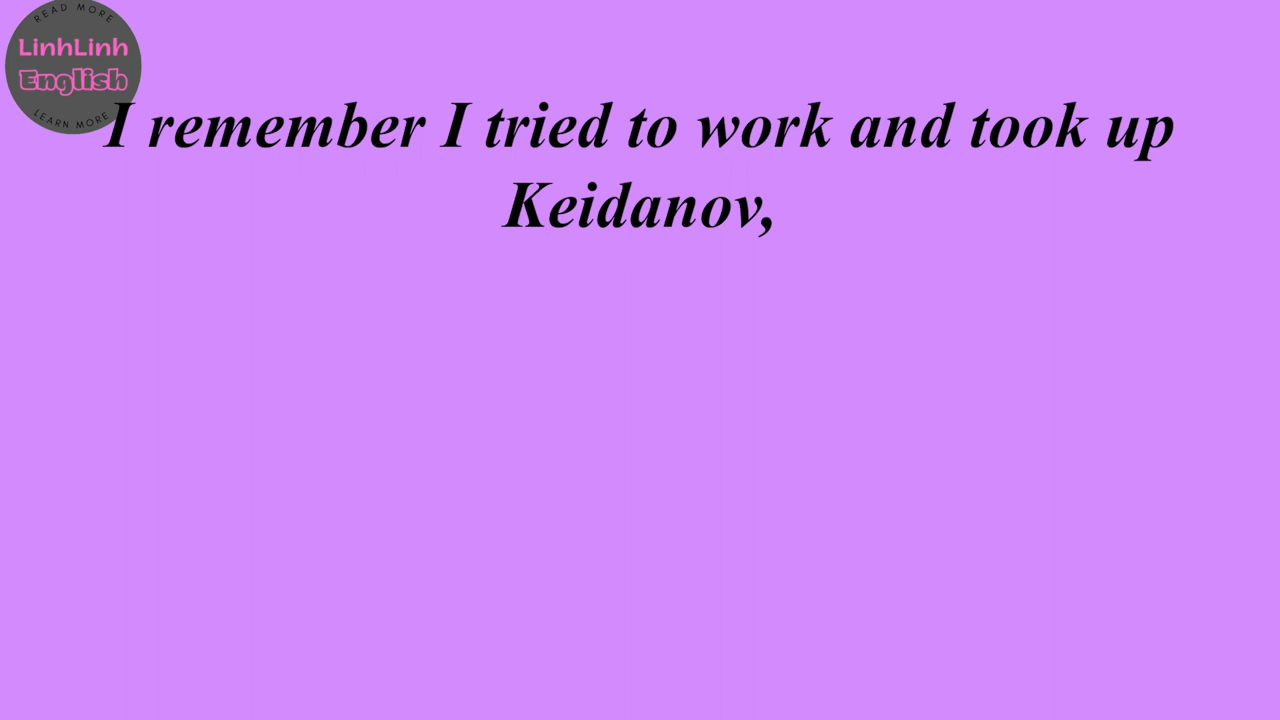 READ MORE
LinhLinh
English
LEARN MORE
I remember I tried to work and took up
Keidanov,